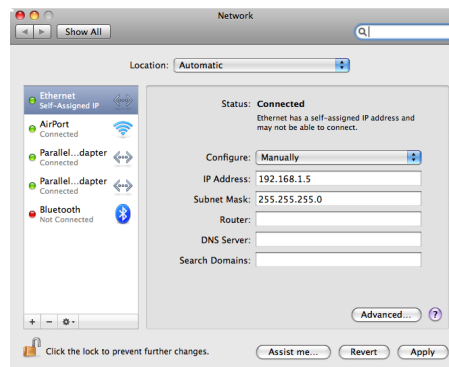 Network
Show All
Location: Automatic
Ethernet
Self-Assigned IP
AirPort
Connected
Parallel...dapter
Connected
Parallel...dapter
Connected
Bluetooth
Not Connected
Status: Connected
Ethernet has a self-assigned IP address and
may not be able to connect.
Configure: Manually
IP Address: 192.168.1.5
Subnet Mask: 255.255.255.0
Router:
DNS Server:
Search Domains:
Advanced... ?
+ −
Click the lock to prevent further changes.
Assist me... Revert Apply